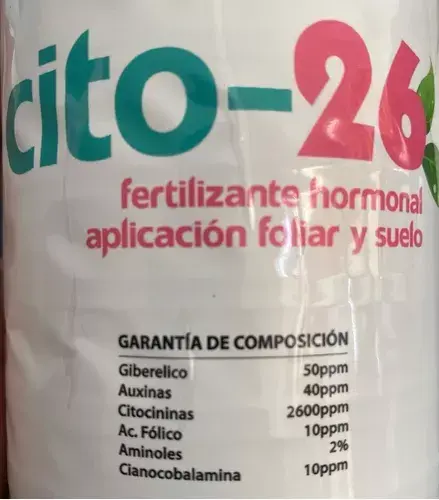 cito-26
fertilizante hormonal
aplicación foliar y suelo
GARANTÍA DE COMPOSICIÓN
Giberelico 50ppm
Auxinas 40ppm
Citocininas 2600ppm
Ac. Fólico 10ppm
Aminoles 2%
Cianocobalamina 10ppm